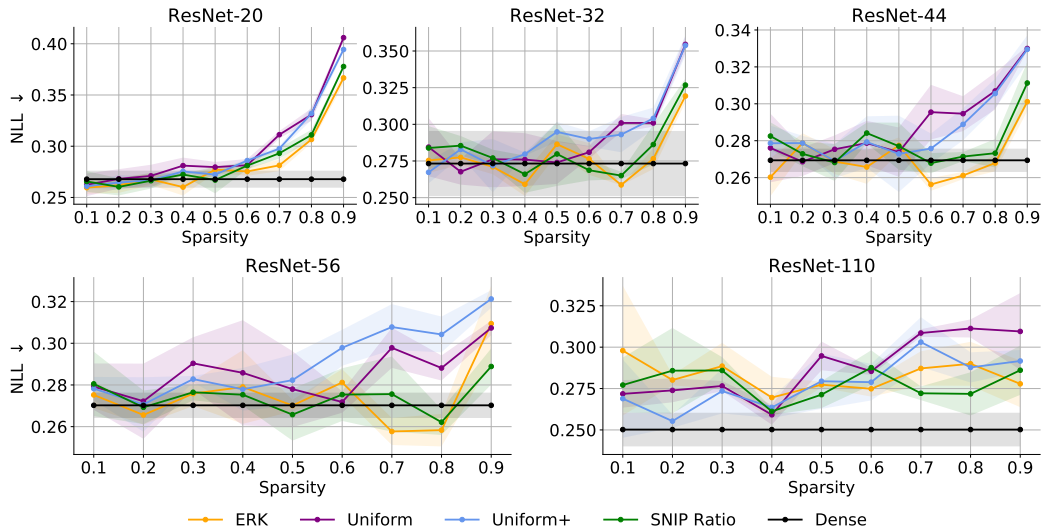 ResNet-20
ResNet-32
ResNet-44
NLL ↓
0.40
0.35
0.30
0.25
0.350
0.325
0.300
0.275
0.250
0.34
0.32
0.30
0.28
0.26
0.1 0.2 0.3 0.4 0.5 0.6 0.7 0.8 0.9
0.1 0.2 0.3 0.4 0.5 0.6 0.7 0.8 0.9
0.1 0.2 0.3 0.4 0.5 0.6 0.7 0.8 0.9
Sparsity
Sparsity
Sparsity
ResNet-56
ResNet-110
NLL ↓
0.32
0.30
0.28
0.26
0.325
0.300
0.275
0.250
0.1 0.2 0.3 0.4 0.5 0.6 0.7 0.8 0.9
0.1 0.2 0.3 0.4 0.5 0.6 0.7 0.8 0.9
Sparsity
Sparsity
ERK Uniform Uniform+ SNIP Ratio Dense